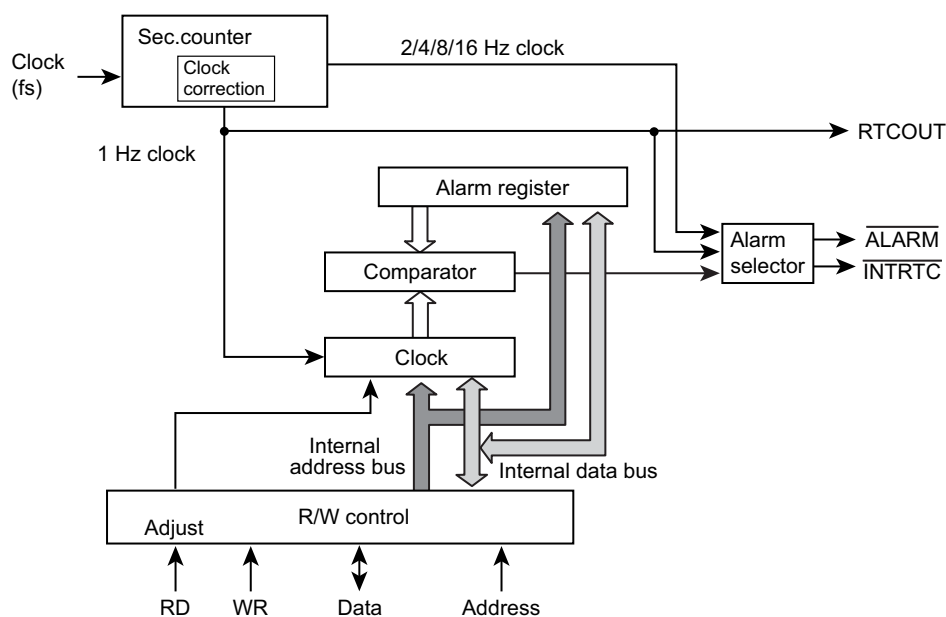 Sec.counter
Clock
correction
Clock
(fs)
2/4/8/16 Hz clock
1 Hz clock
RTCOUT
Alarm register
Alarm
selector
ALARM
INTRTC
Comparator
Clock
Internal
address bus
Internal data bus
R/W control
Adjust
RD
WR
Data
Address